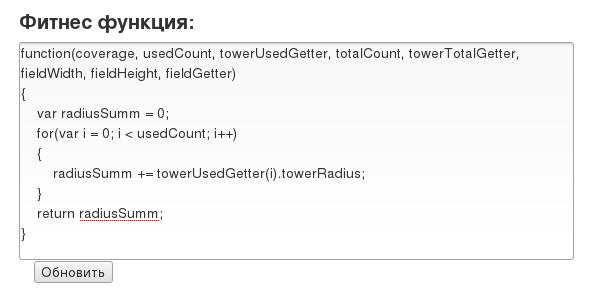 Фитнес функция:
function(coverage, usedCount, towerUsedGetter, totalCount, towerTotalGetter,
fieldWidth, fieldHeight, fieldGetter)
{
    var radiusSumm = 0;
    for(var i = 0; i < usedCount; i++)
    {
        radiusSumm += towerUsedGetter(i).towerRadius;
    }
    return radiusSumm;
}
Обновить